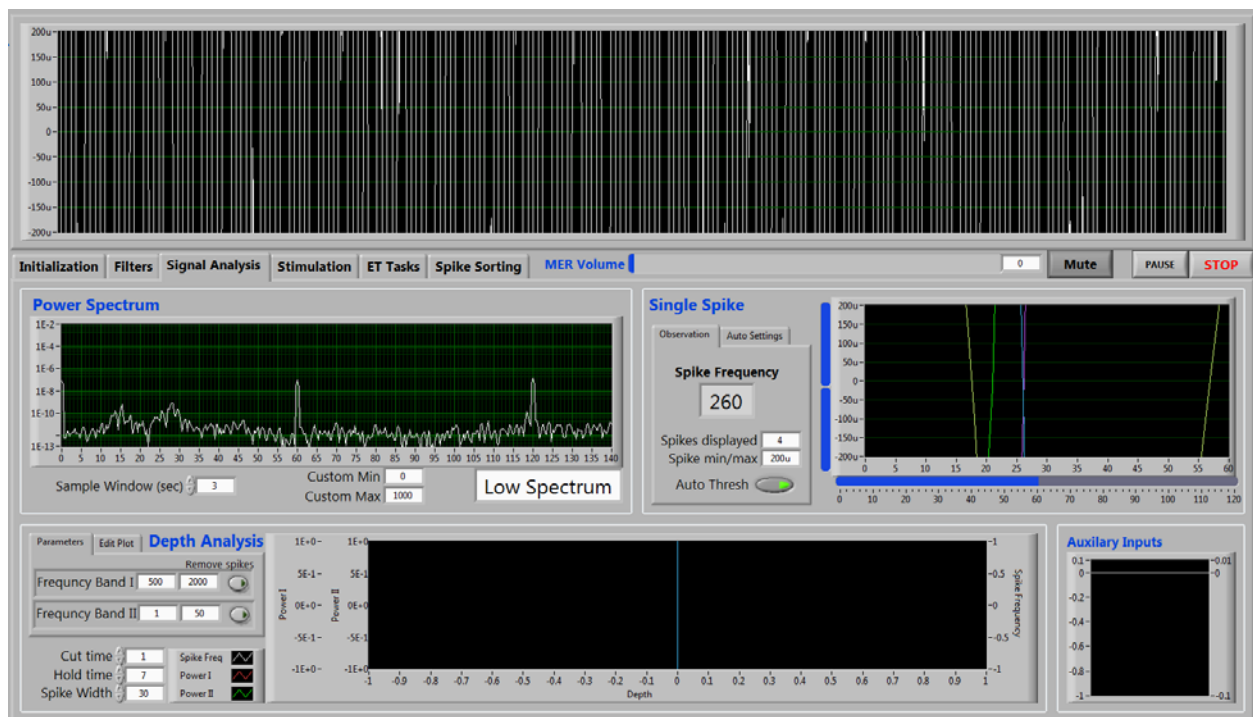 200u
150u
100u
50u
0
-50u
-100u
-150u
-200u
Initialization Filters Signal Analysis Stimulation ET Tasks Spike Sorting MER Volume 0 Mute PAUSE STOP
Power Spectrum
1E-2
1E-4
1E-6
1E-8
1E-10
1E-13
0 5 10 15 20 25 30 35 40 45 50 55 60 65 70 75 80 85 90 95 100 105 110 115 120 125 130 135 140
Sample Window (sec) 3
Custom Min 0
Custom Max 1000
Low Spectrum
Single Spike
Observation Auto Settings
Spike Frequency
260
Spikes displayed 4
Spike min/max 200u
Auto Thresh
200u
150u
100u
50u
0
-50u
-100u
-150u
-200u
0 5 10 15 20 25 30 35 40 45 50 55 60
0 10 20 30 40 50 60 70 80 90 100 110 120
Parameters Edit Plot Depth Analysis
Remove spikes
Frequncy Band I 500 2000
Frequncy Band II 1 50
Cut time 1
Hold time 7
Spike Width 30
Spike Freq
Power I
Power II
Power I
1E+0
5E-1
0E+0
-5E-1
-1E+0
Power II
1E+0
5E-1
0E+0
-5E-1
-1E+0
-1 -0.9 -0.8 -0.7 -0.6 -0.5 -0.4 -0.3 -0.2 -0.1 0 0.1 0.2 0.3 0.4 0.5 0.6 0.7 0.8 0.9 1
Depth
1
0.5
0
-0.5
-1
Spike Frequency
Auxilary Inputs
0.1
0
-0.2
-0.4
-0.6
-0.8
-1
0.01
0
-0.1